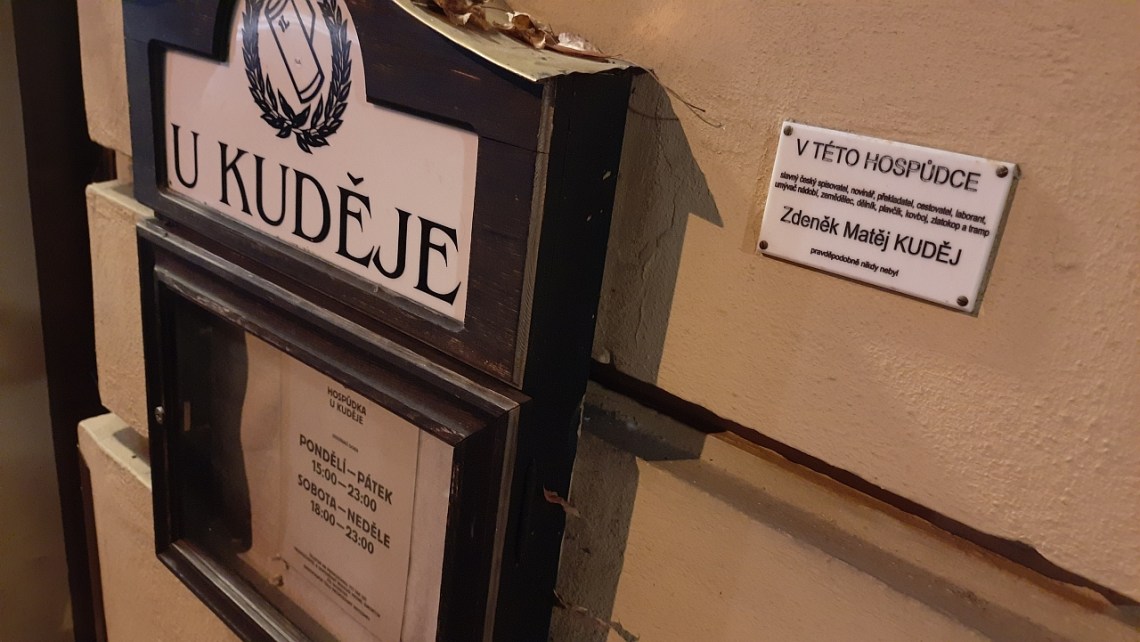 U KUDĚJE
V TÉTO HOSPŮDCE
slavný český spisovatel, novinář, překladatel, cestovatel, laborant,
umývač nádobí, zemědělec, dělník, plavčík, kovboj, zlatokop a tramp
Zdeněk Matěj KUDĚJ
pravděpodobně nikdy nebyl
HOSPŮDKA
U KUDĚJE
PONDĚLÍ—PÁTEK
15:00—23:00
SOBOTA—NEDĚLE
18:00—23:00